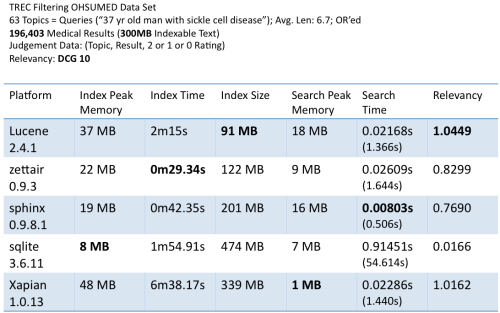 TREC Filtering OHSUMED Data Set
63 Topics = Queries ("37 yr old man with sickle cell disease"); Avg. Len: 6.7; OR'ed
196,403 Medical Results (300MB Indexable Text)
Judgement Data: (Topic, Result, 2 or 1 or 0 Rating)
Relevancy: DCG 10
Platform Index Peak Memory Index Time Index Size Search Peak Memory Search Time Relevancy
Lucene 2.4.1 37 MB 2m15s 91 MB 18 MB 0.02168s (1.366s) 1.0449
zettair 0.9.3 22 MB 0m29.34s 122 MB 9 MB 0.02609s (1.644s) 0.8299
sphinx 0.9.8.1 19 MB 0m42.35s 201 MB 16 MB 0.00803s (0.506s) 0.7690
sqlite 3.6.11 8 MB 1m54.91s 474 MB 7 MB 0.91451s (54.614s) 0.0166
Xapian 1.0.13 48 MB 6m38.17s 339 MB 1 MB 0.02286s (1.440s) 1.0162